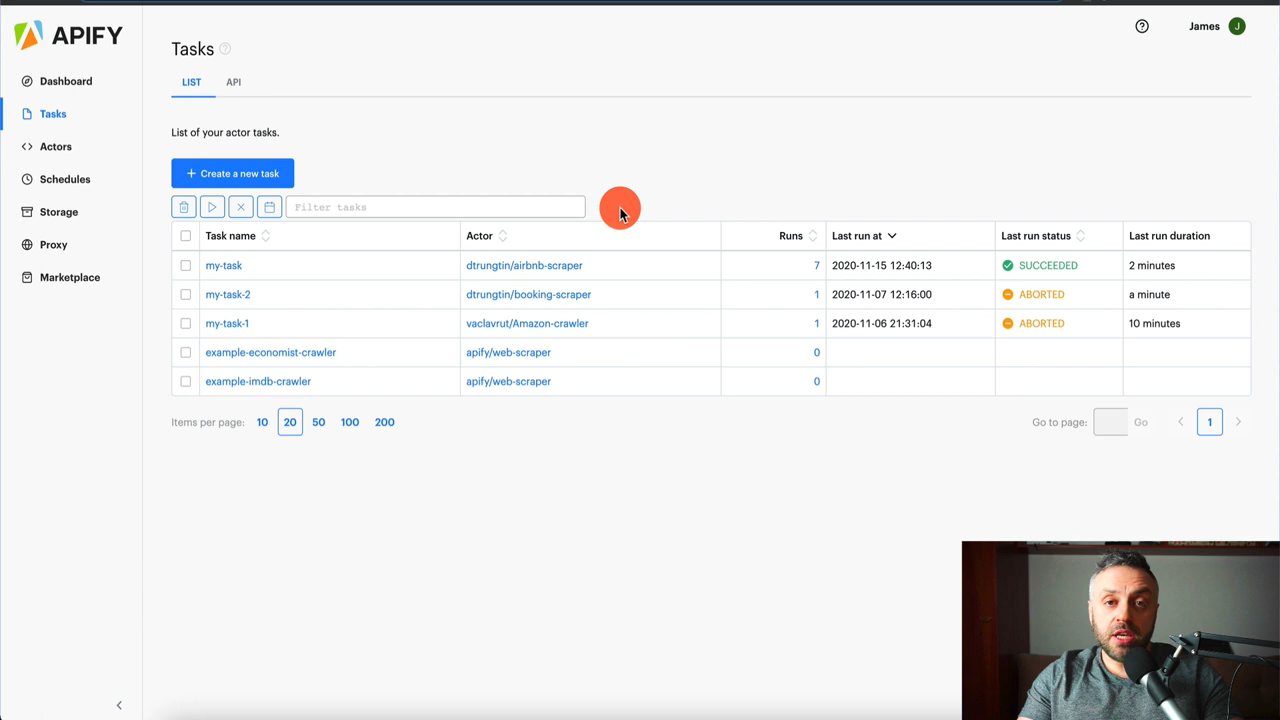 APIFY
James J
Dashboard
Tasks
Actors
Schedules
Storage
Proxy
Marketplace
Tasks
LIST API
List of your actor tasks.
+ Create a new task
Filter tasks
Task name Actor Runs Last run at Last run status Last run duration
my-task dtrungtin/airbnb-scraper 7 2020-11-15 12:40:13 SUCCEEDED 2 minutes
my-task-2 dtrungtin/booking-scraper 1 2020-11-07 12:16:00 ABORTED a minute
my-task-1 vaclavrut/Amazon-crawler 1 2020-11-06 21:31:04 ABORTED 10 minutes
example-economist-crawler apify/web-scraper 0
example-imdb-crawler apify/web-scraper 0
Items per page: 10 20 50 100 200 Go to page: Go 1